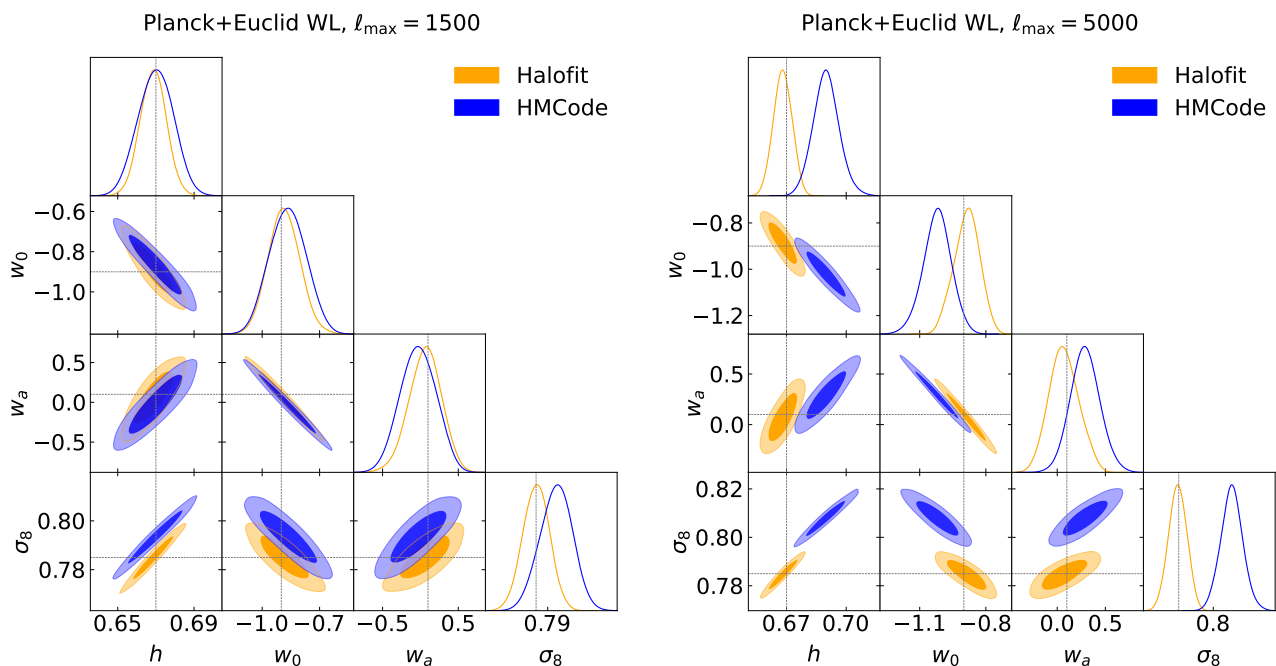 Planck+Euclid WL, ℓmax = 1500
Halofit
HMCode
w0
−0.6
−0.8
−1.0
wa
0.5
0.0
−0.5
σ8
0.80
0.78
0.65 0.69
h
−1.0 −0.7
w0
−0.5 0.5
wa
0.79
σ8
Planck+Euclid WL, ℓmax = 5000
Halofit
HMCode
w0
−0.8
−1.0
−1.2
wa
0.5
0.0
σ8
0.82
0.80
0.78
0.67 0.70
h
−1.1 −0.8
w0
0.0 0.5
wa
0.8
σ8